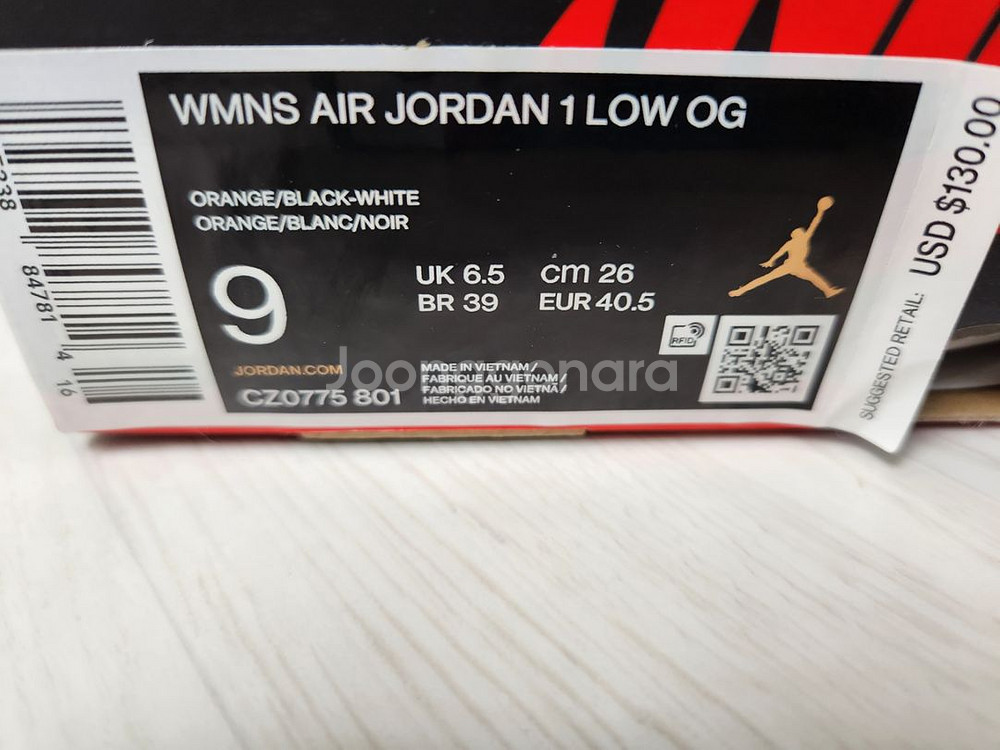 WMNS AIR JORDAN 1 LOW OG
ORANGE/BLACK-WHITE
ORANGE/BLANC/NOIR
9
UK 6.5 cm 26
BR 39 EUR 40.5
RFID
JORDAN.COM
CZ0775 801
MADE IN VIETNAM /
FABRIQUE AU VIETNAM /
FABRICADO NO VIETNÃ /
HECHO EN VIETNAM
SUGGESTED RETAIL: USD $130.00
84781 4 16
Joongonara